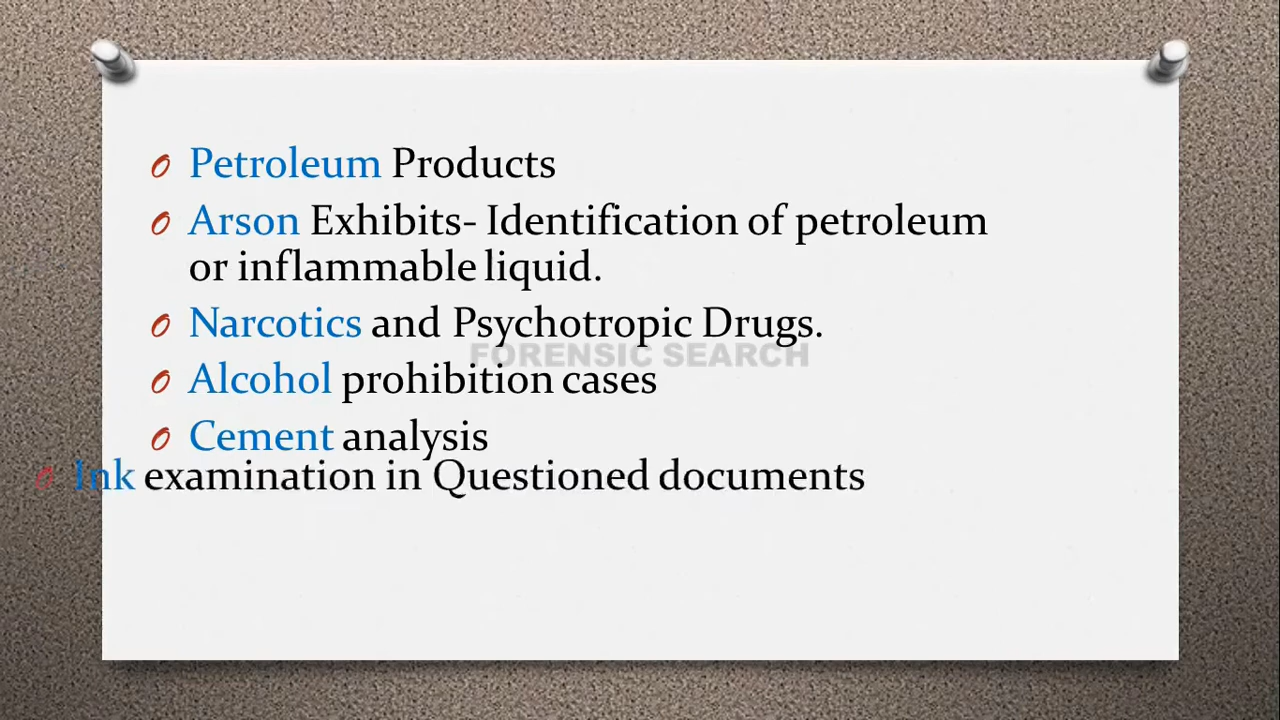 Petroleum Products
Arson Exhibits- Identification of petroleum
or inflammable liquid.
Narcotics and Psychotropic Drugs.
FORENSIC SEARCH
Alcohol prohibition cases
Cement analysis
Ink examination in Questioned documents